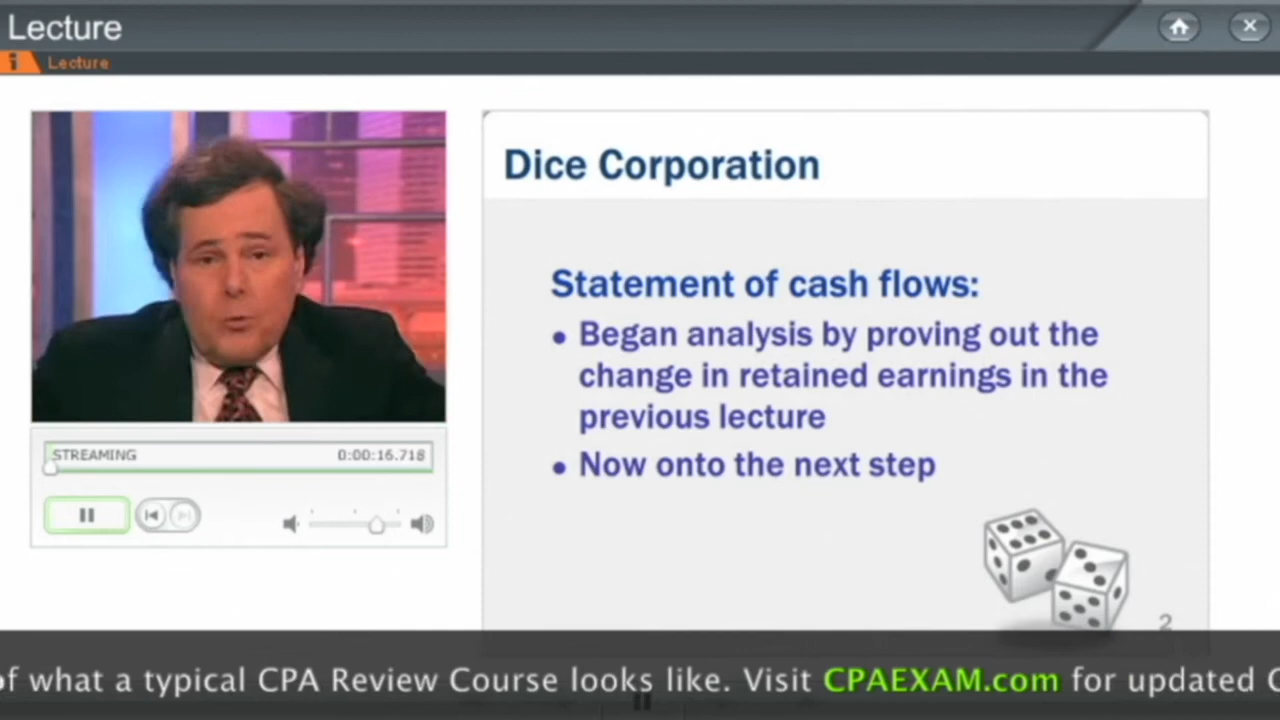 Lecture
i Lecture
Dice Corporation
Statement of cash flows:
• Began analysis by proving out the
change in retained earnings in the
previous lecture
• Now onto the next step
STREAMING 0:00:16.718
2
of what a typical CPA Review Course looks like. Visit CPAEXAM.com for updated C